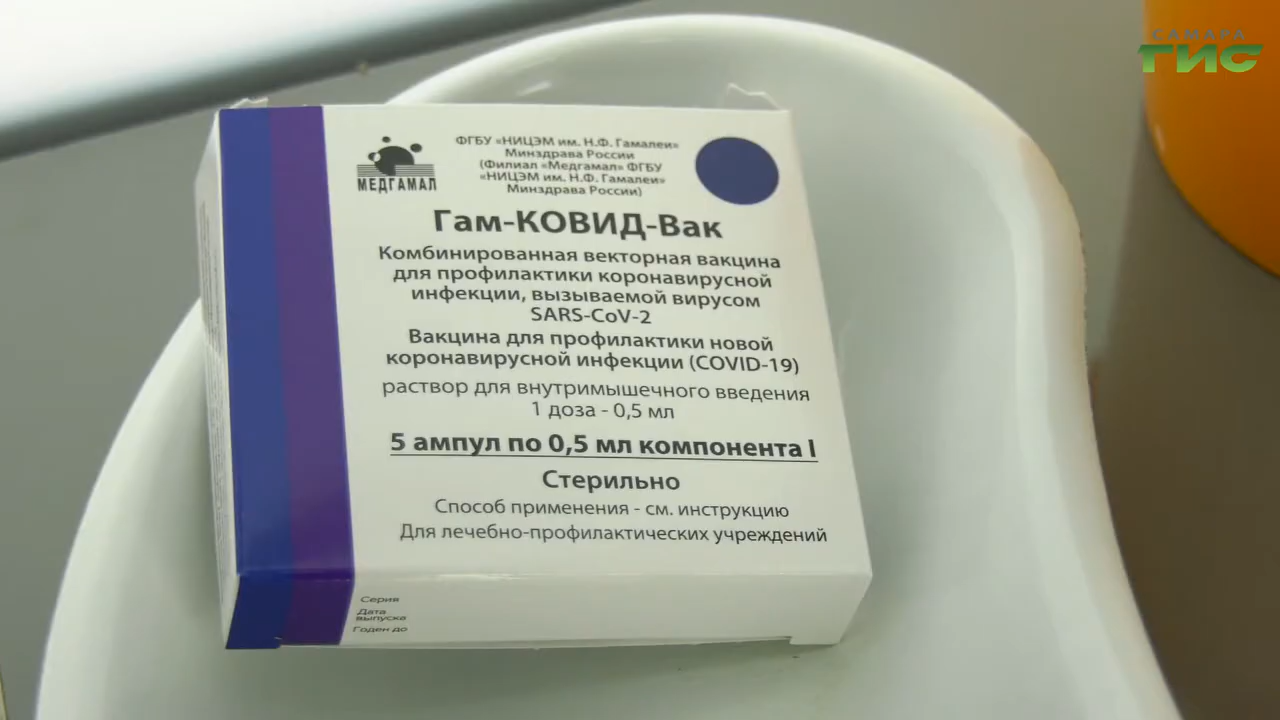 САМАРА
ГИС
МЕДГАМАЛ
ФГБУ «НИЦЭМ им. Н.Ф. Гамалеи»
Минздрава России
(Филиал «Медгамал» ФГБУ
«НИЦЭМ им. Н.Ф. Гамалеи»
Минздрава России)
Гам-КОВИД-Вак
Комбинированная векторная вакцина
для профилактики коронавирусной
инфекции, вызываемой вирусом
SARS-CoV-2
Вакцина для профилактики новой
коронавирусной инфекции (COVID-19)
раствор для внутримышечного введения
1 доза - 0,5 мл
5 ампул по 0,5 мл компонента I
Стерильно
Способ применения - см. инструкцию
Для лечебно-профилактических учреждений
Серия
Дата
выпуска
Годен до